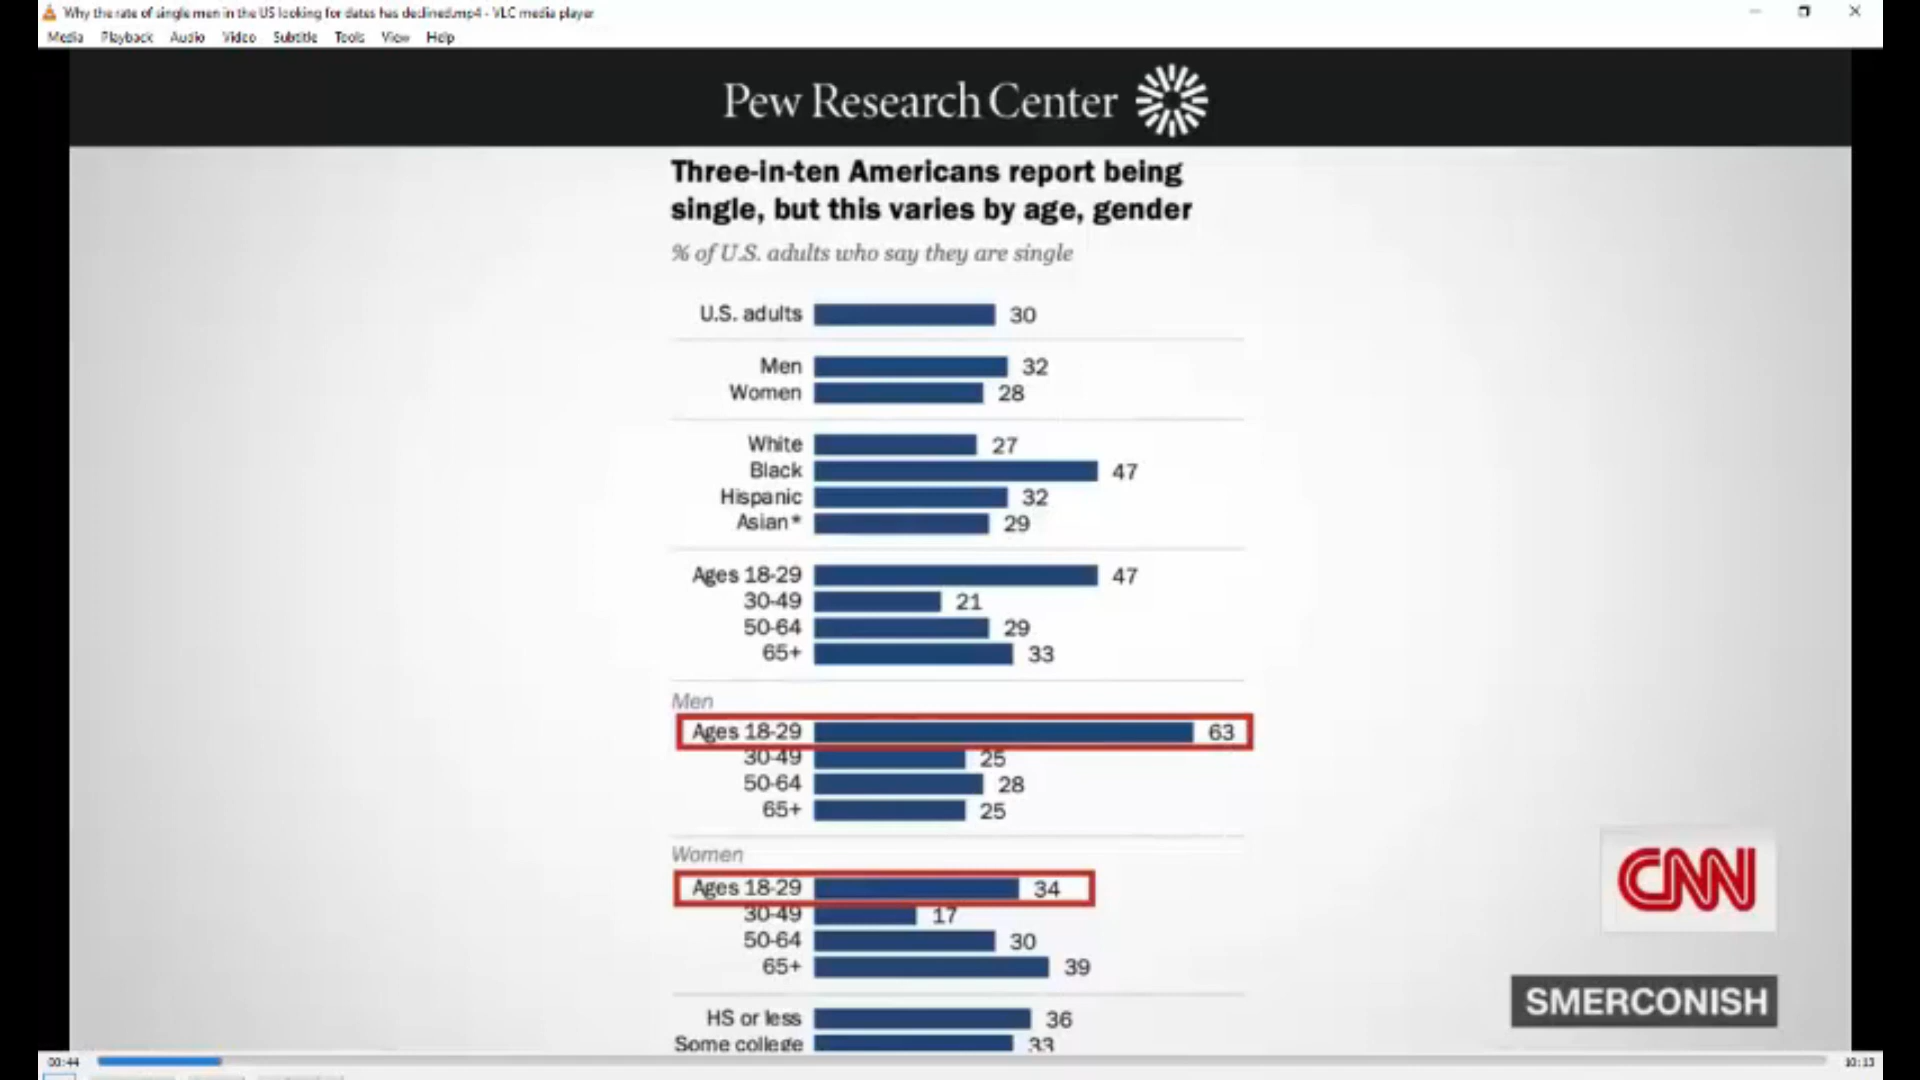 Why the rate of single men in the US looking for dates has declined.mp4 - VLC media player
Media Playback Audio Video Subtitle Tools View Help
Pew Research Center
Three-in-ten Americans report being
single, but this varies by age, gender
% of U.S. adults who say they are single
U.S. adults 30
Men 32
Women 28
White 27
Black 47
Hispanic 32
Asian* 29
Ages 18-29 47
30-49 21
50-64 29
65+ 33
Men
Ages 18-29 63
30-49 25
50-64 28
65+ 25
Women
Ages 18-29 34
30-49 17
50-64 30
65+ 39
CNN
SMERCONISH
HS or less 36
Some college 33
00:44 10:13